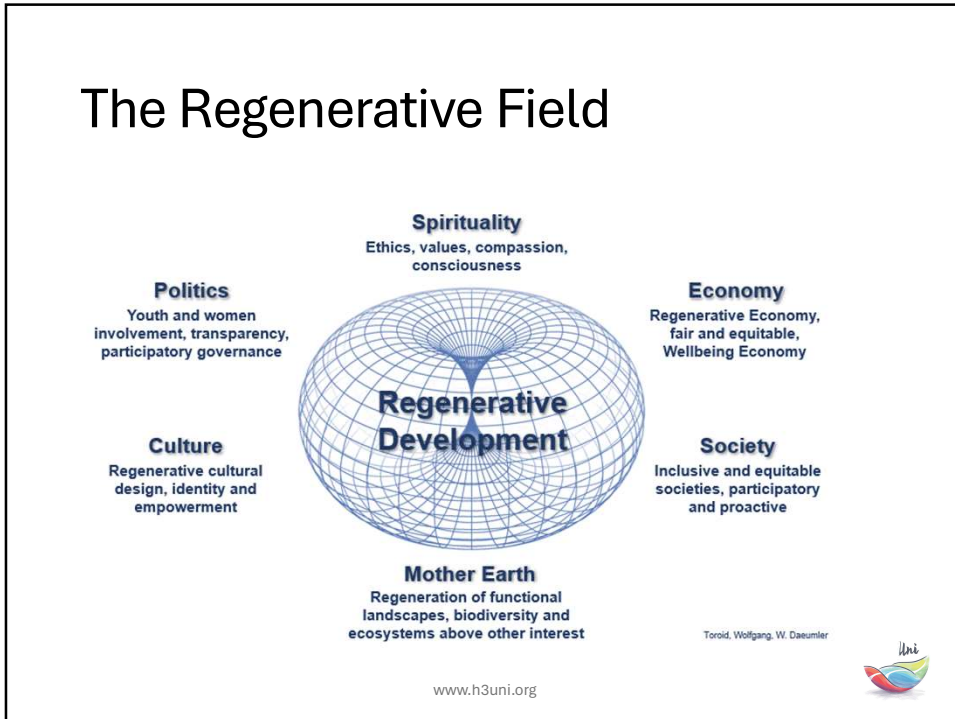 The Regenerative Field
Spirituality
Ethics, values, compassion,
consciousness
Politics
Youth and women
involvement, transparency,
participatory governance
Economy
Regenerative Economy,
fair and equitable,
Wellbeing Economy
Regenerative
Development
Culture
Regenerative cultural
design, identity and
empowerment
Society
Inclusive and equitable
societies, participatory
and proactive
Mother Earth
Regeneration of functional
landscapes, biodiversity and
ecosystems above other interest
Toroid, Wolfgang, W. Daeumler
www.h3uni.org